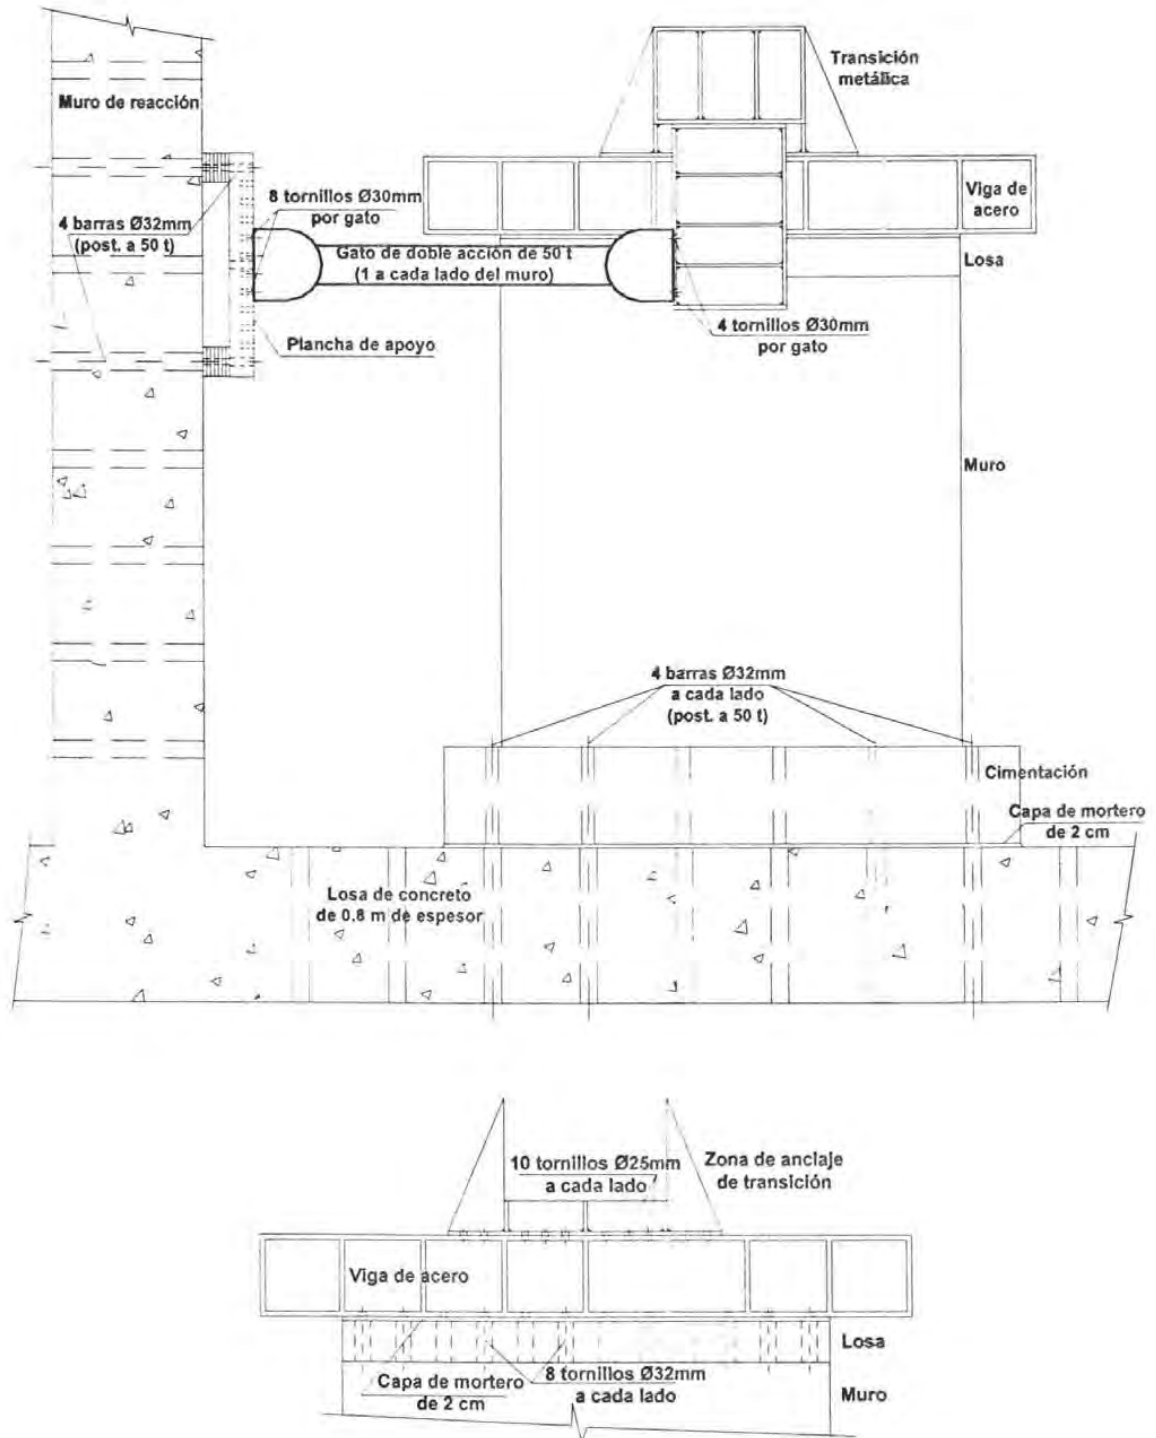 Transición
metálica
Muro de reacción
Viga de
acero
8 tornillos Ø30mm
por gato
4 barras Ø32mm
(post. a 50 t)
Gato de doble acción de 50 t
(1 a cada lado del muro)
Losa
4 tornillos Ø30mm
por gato
Plancha de apoyo
Muro
4 barras Ø32mm
a cada lado
(post. a 50 t)
Cimentación
Capa de mortero
de 2 cm
Losa de concreto
de 0.8 m de espesor
10 tornillos Ø25mm
a cada lado
Zona de anclaje
de transición
Viga de acero
Losa
Capa de mortero
de 2 cm
8 tornillos Ø32mm
a cada lado
Muro